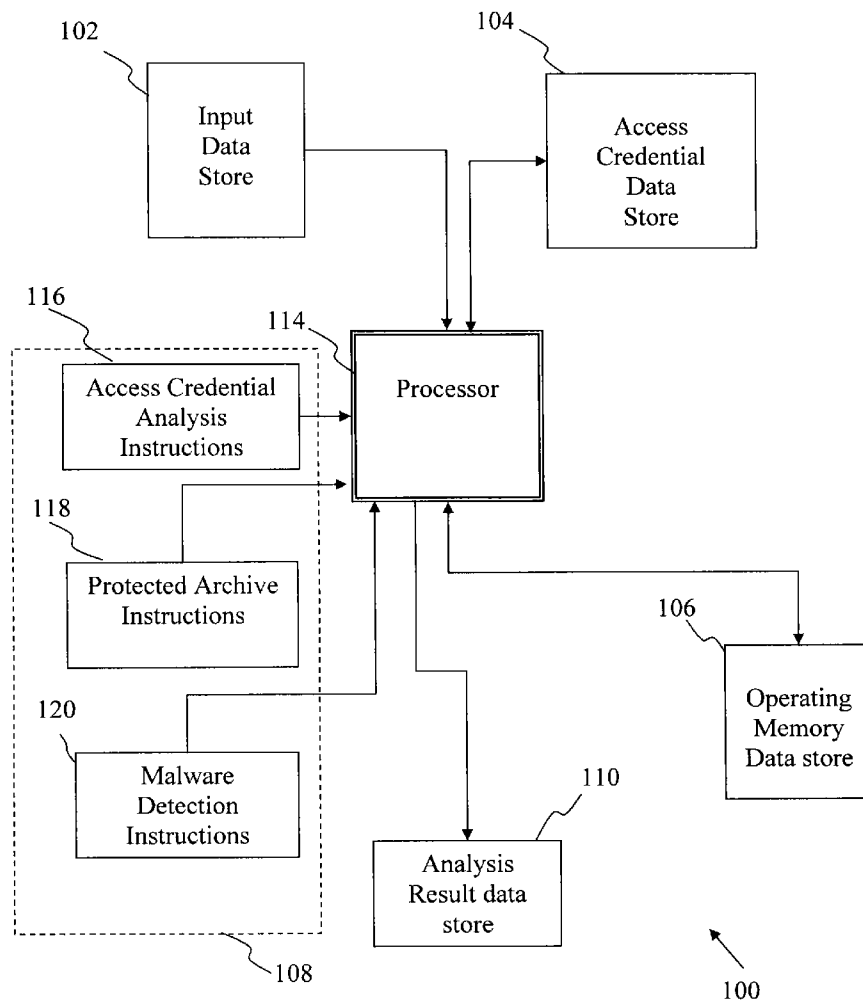 102
Input
Data
Store
104
Access
Credential
Data
Store
116
Access Credential
Analysis
Instructions
114
Processor
118
Protected Archive
Instructions
120
Malware
Detection
Instructions
106
Operating
Memory
Data store
110
Analysis
Result data
store
108
100